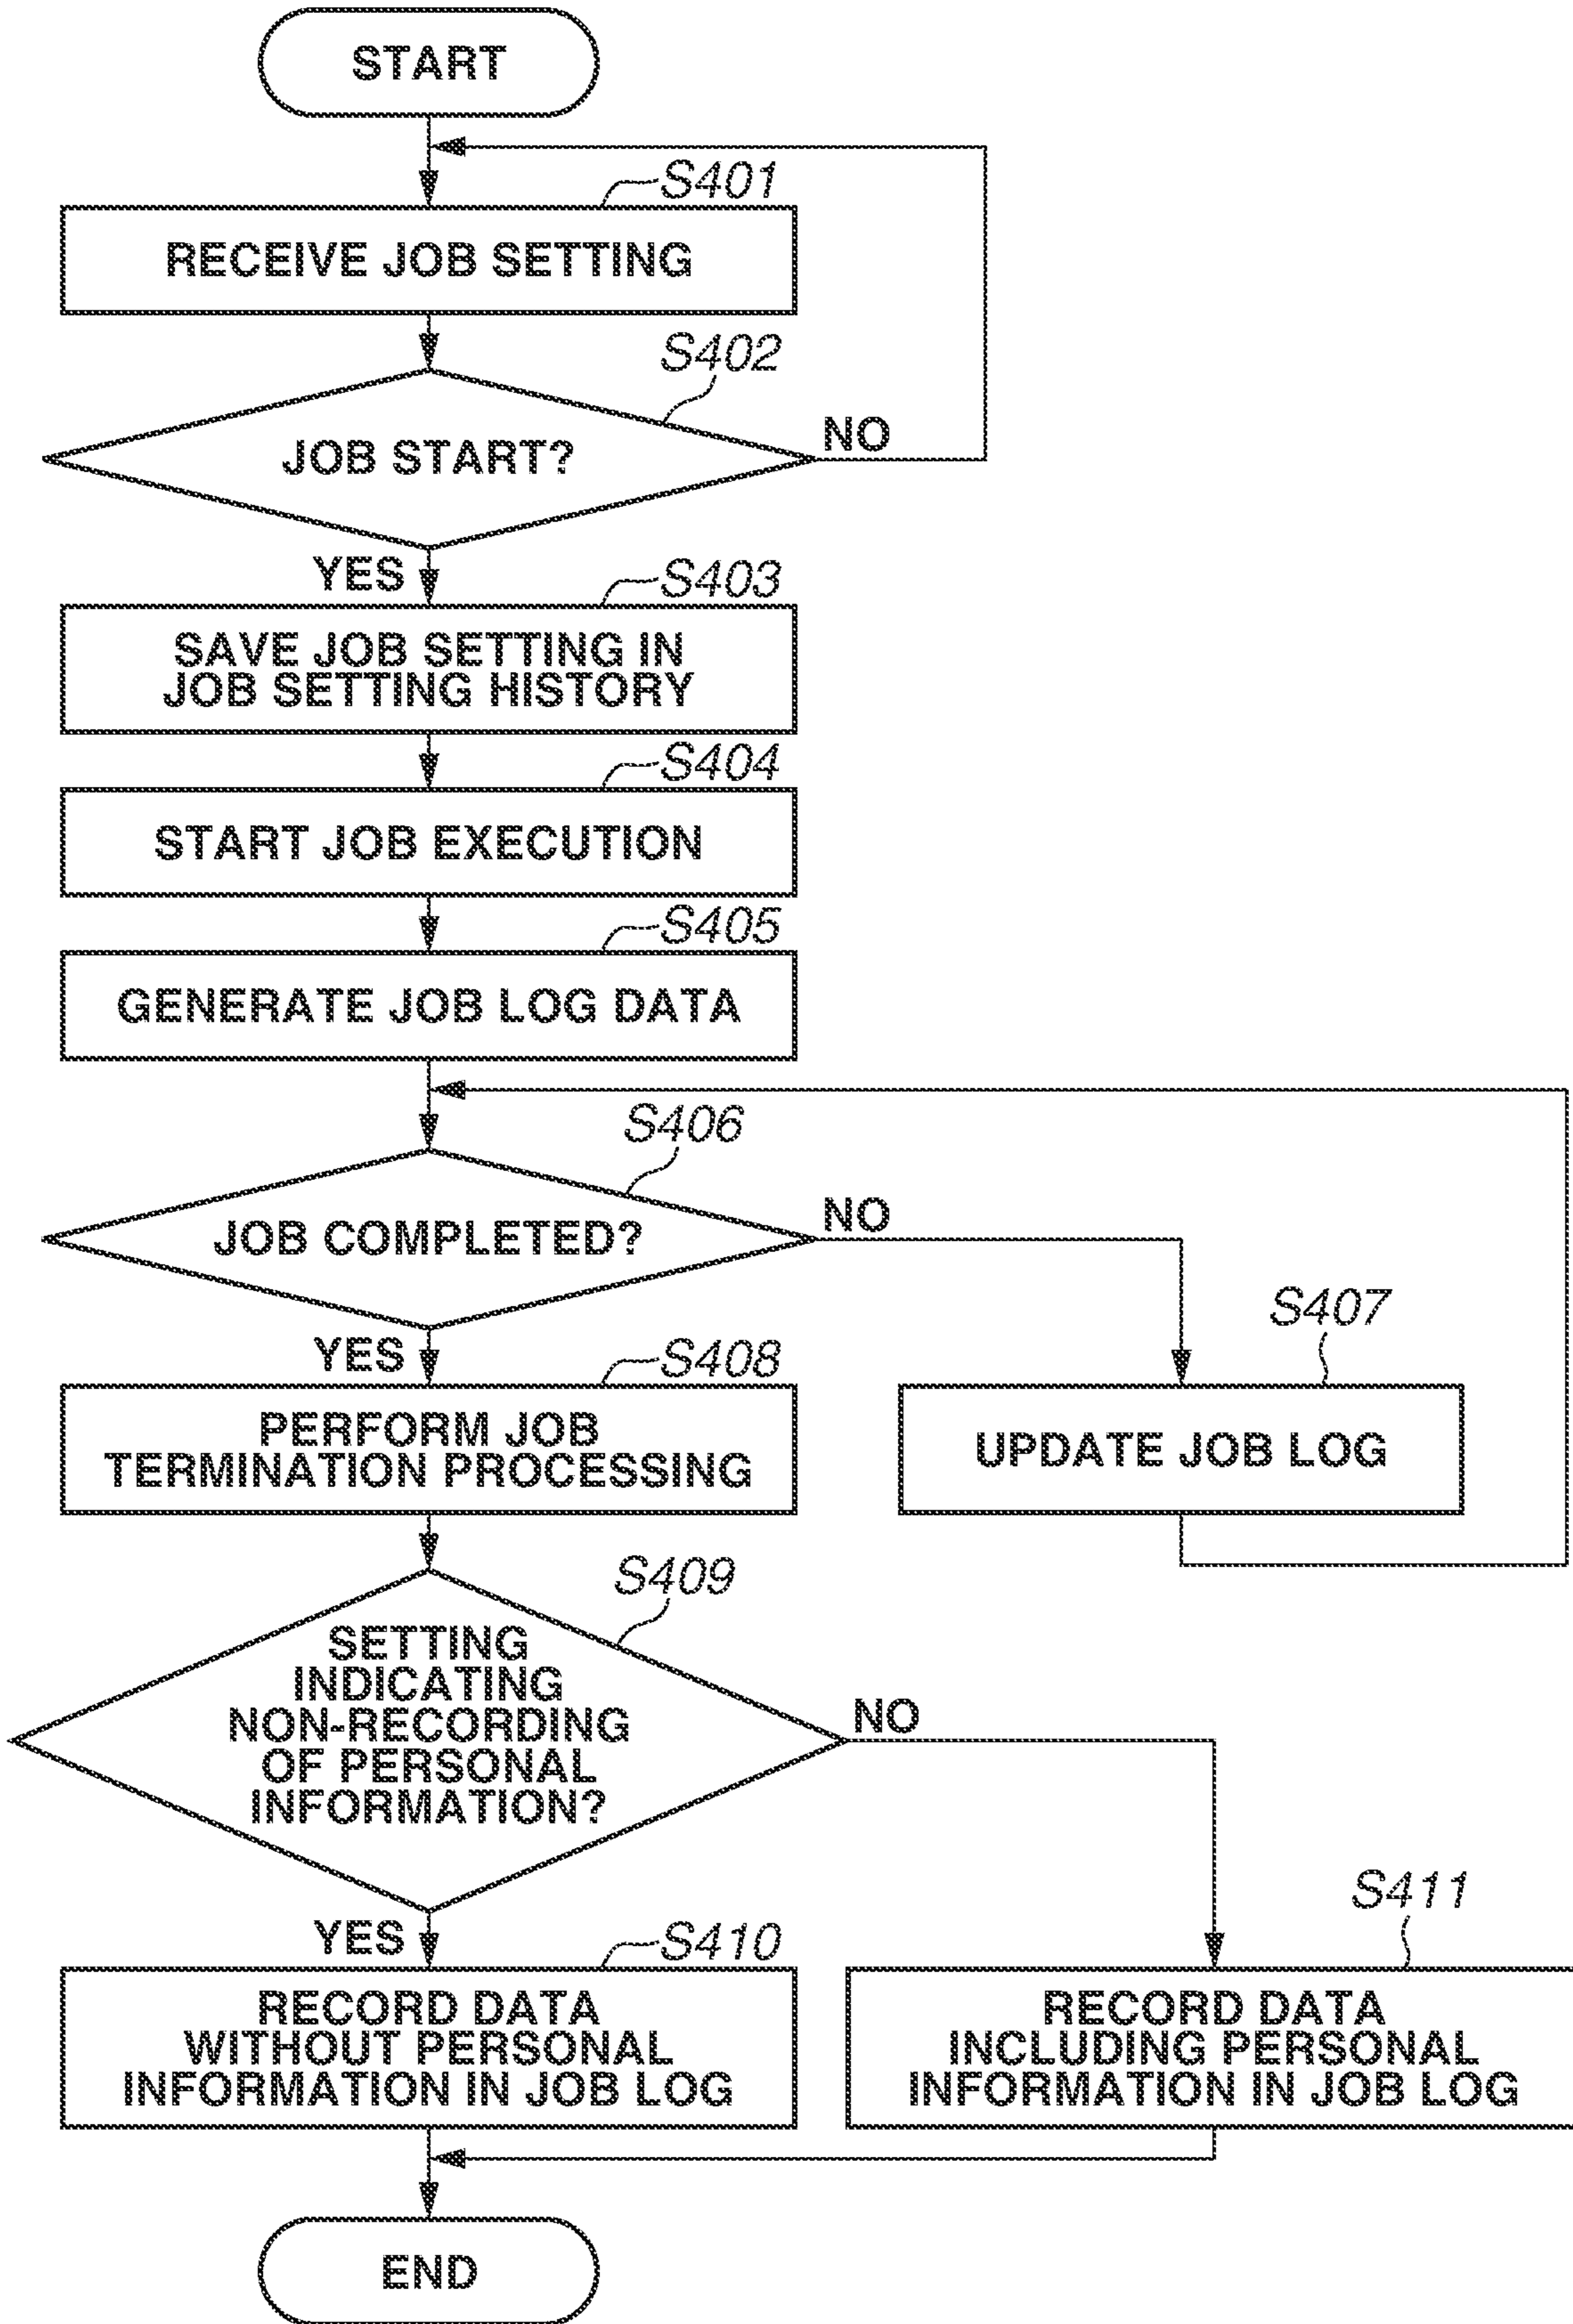 START
S401
RECEIVE JOB SETTING
S402
JOB START?
NO
YES
S403
SAVE JOB SETTING IN
JOB SETTING HISTORY
S404
START JOB EXECUTION
S405
GENERATE JOB LOG DATA
S406
JOB COMPLETED?
NO
YES
S407
UPDATE JOB LOG
S408
PERFORM JOB
TERMINATION PROCESSING
S409
SETTING
INDICATING
NON-RECORDING
OF PERSONAL
INFORMATION?
NO
YES
S410
RECORD DATA
WITHOUT PERSONAL
INFORMATION IN JOB LOG
S411
RECORD DATA
INCLUDING PERSONAL
INFORMATION IN JOB LOG
END